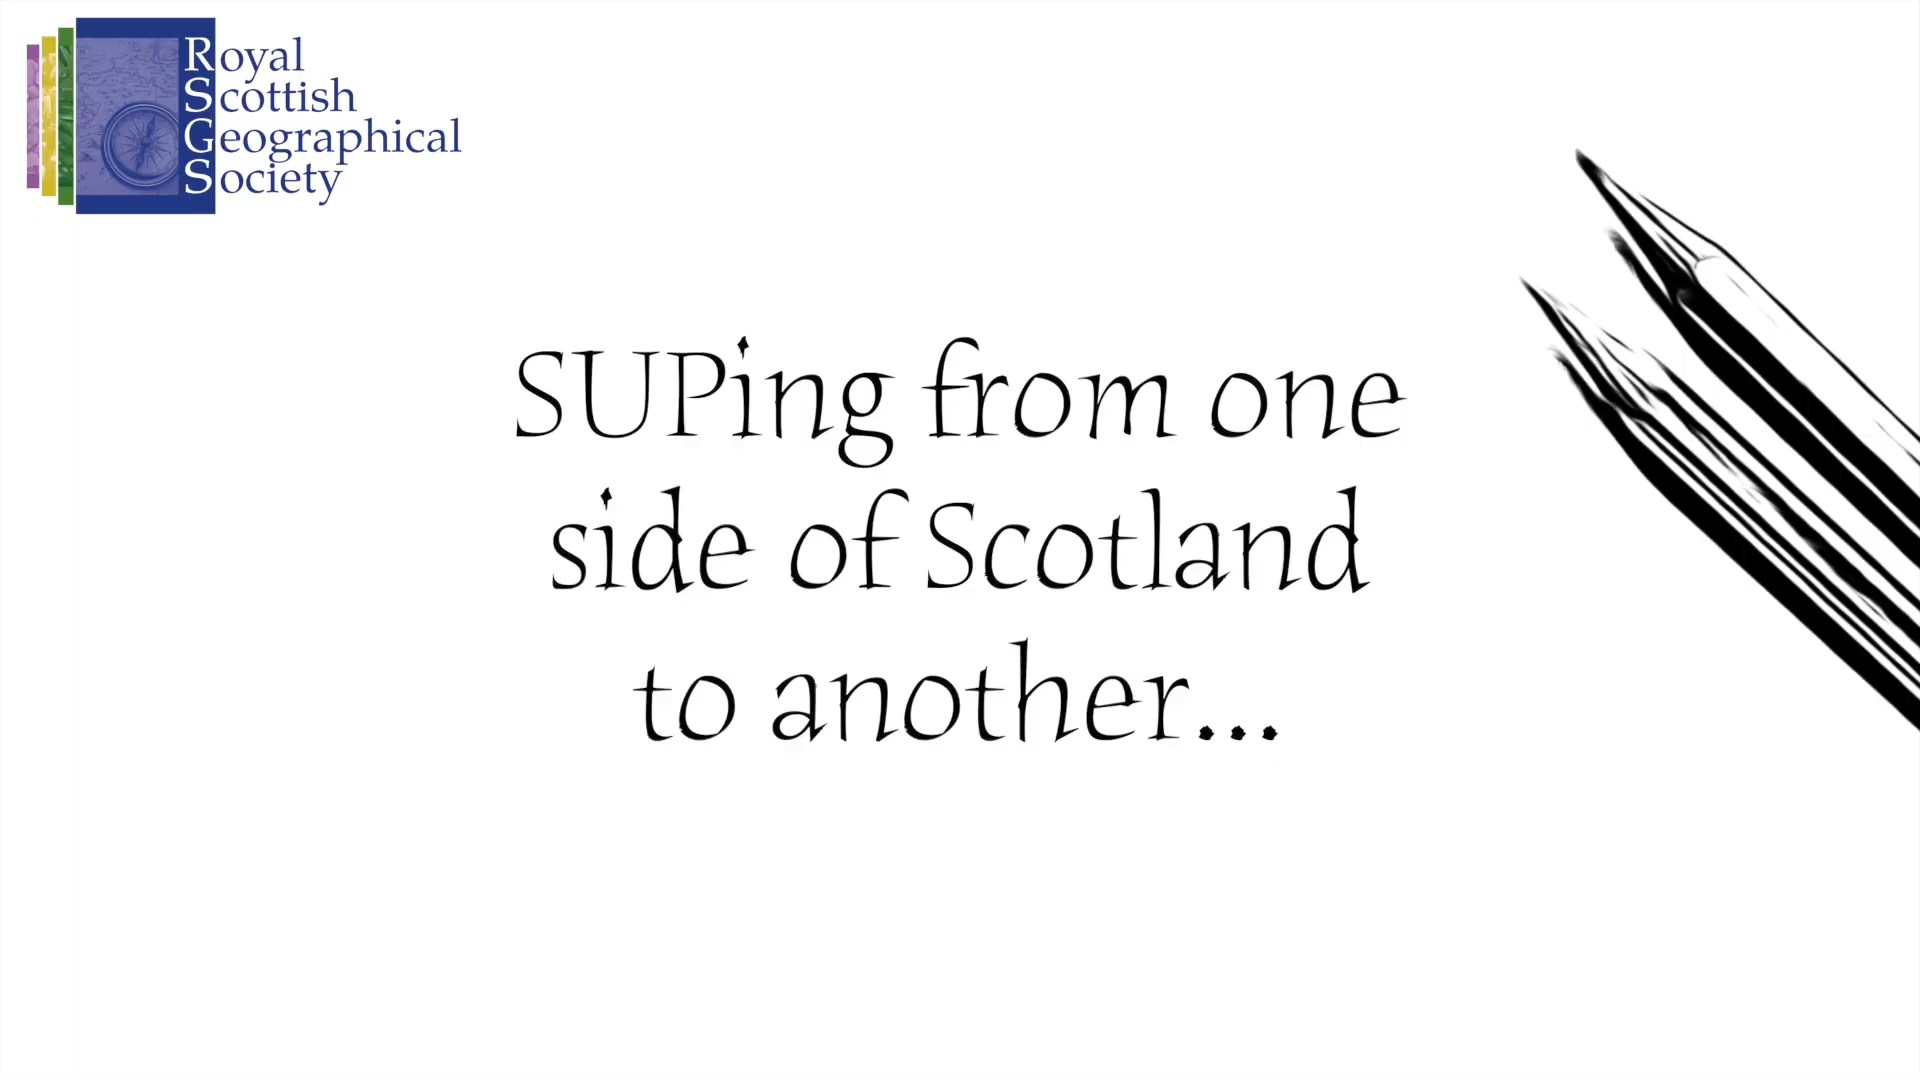 Royal
Scottish
Geographical
Society
SUPing from one
side of Scotland
to another...